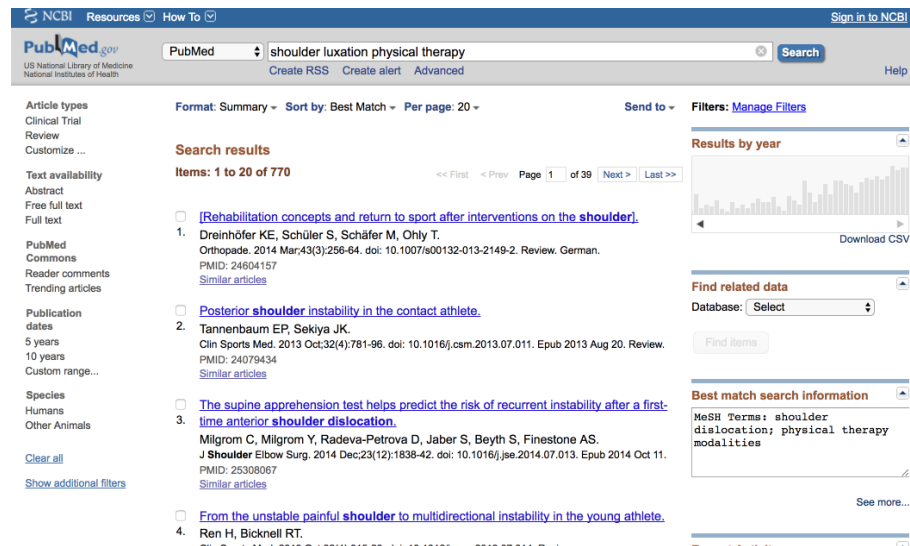 NCBI Resources How To Sign in to NCBI
PubMed.gov
US National Library of Medicine
National Institutes of Health
PubMed shoulder luxation physical therapy Search
Create RSS Create alert Advanced Help
Article types
Clinical Trial
Review
Customize ...
Text availability
Abstract
Free full text
Full text
PubMed
Commons
Reader comments
Trending articles
Publication
dates
5 years
10 years
Custom range...
Species
Humans
Other Animals
Clear all
Show additional filters
Format: Summary Sort by: Best Match Per page: 20 Send to
Search results
Items: 1 to 20 of 770 << First < Prev Page 1 of 39 Next > Last >>
[Rehabilitation concepts and return to sport after interventions on the shoulder].
1. Dreinhöfer KE, Schüler S, Schäfer M, Ohly T.
Orthopade. 2014 Mar;43(3):256-64. doi: 10.1007/s00132-013-2149-2. Review. German.
PMID: 24604157
Similar articles
Posterior shoulder instability in the contact athlete.
2. Tannenbaum EP, Sekiya JK.
Clin Sports Med. 2013 Oct;32(4):781-96. doi: 10.1016/j.csm.2013.07.011. Epub 2013 Aug 20. Review.
PMID: 24079434
Similar articles
The supine apprehension test helps predict the risk of recurrent instability after a first-
3. time anterior shoulder dislocation.
Milgrom C, Milgrom Y, Radeva-Petrova D, Jaber S, Beyth S, Finestone AS.
J Shoulder Elbow Surg. 2014 Dec;23(12):1838-42. doi: 10.1016/j.jse.2014.07.013. Epub 2014 Oct 11.
PMID: 25308067
Similar articles
From the unstable painful shoulder to multidirectional instability in the young athlete.
4. Ren H, Bicknell RT.
Filters: Manage Filters
Results by year
Download CSV
Find related data
Database: Select
Find items
Best match search information
MeSH Terms: shoulder
dislocation; physical therapy
modalities
See more...